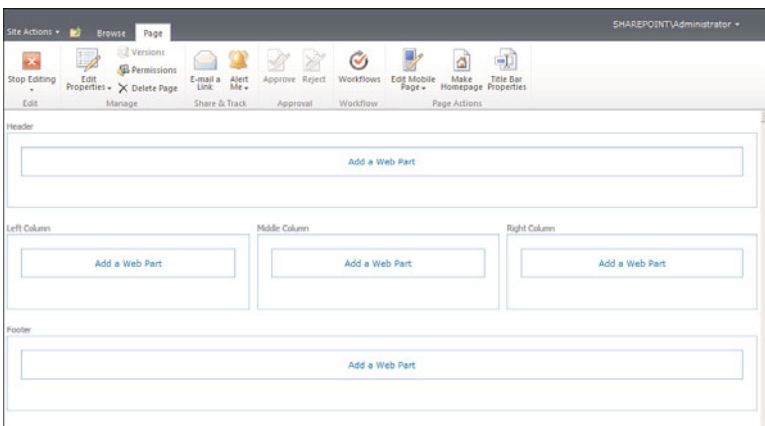 Site Actions Browse Page SHAREPOINT\Administrator
Versions
Permissions
Stop Editing Edit Properties Delete Page E-mail a Link Alert Me Approve Reject Workflows Edit Mobile Page Make Homepage Title Bar Properties
Edit Manage Share & Track Approval Workflow Page Actions
Header
Add a Web Part
Left Column Middle Column Right Column
Add a Web Part Add a Web Part Add a Web Part
Footer
Add a Web Part